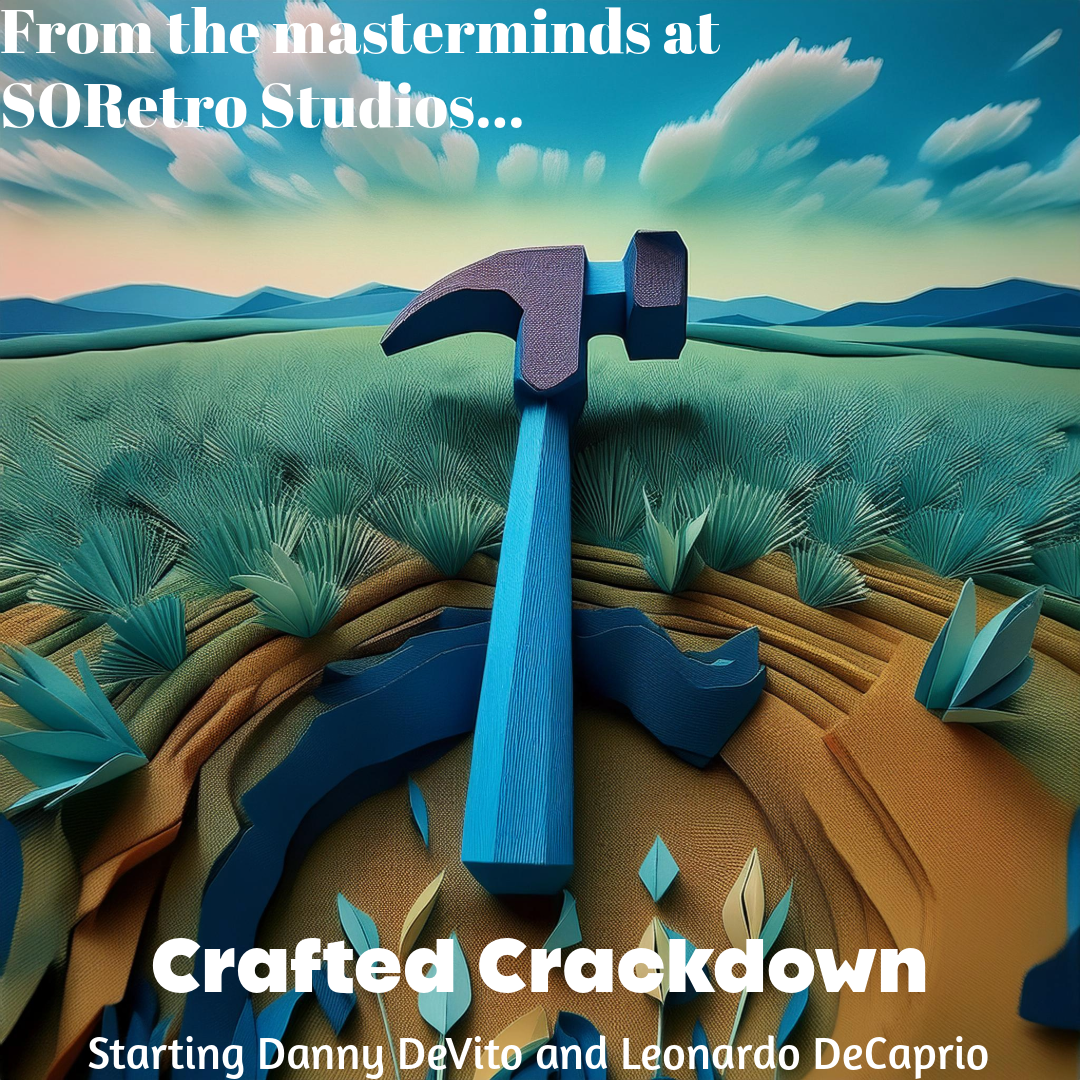 From the masterminds at
SORetro Studios...
Crafted Crackdown
Starting Danny DeVito and Leonardo DeCaprio